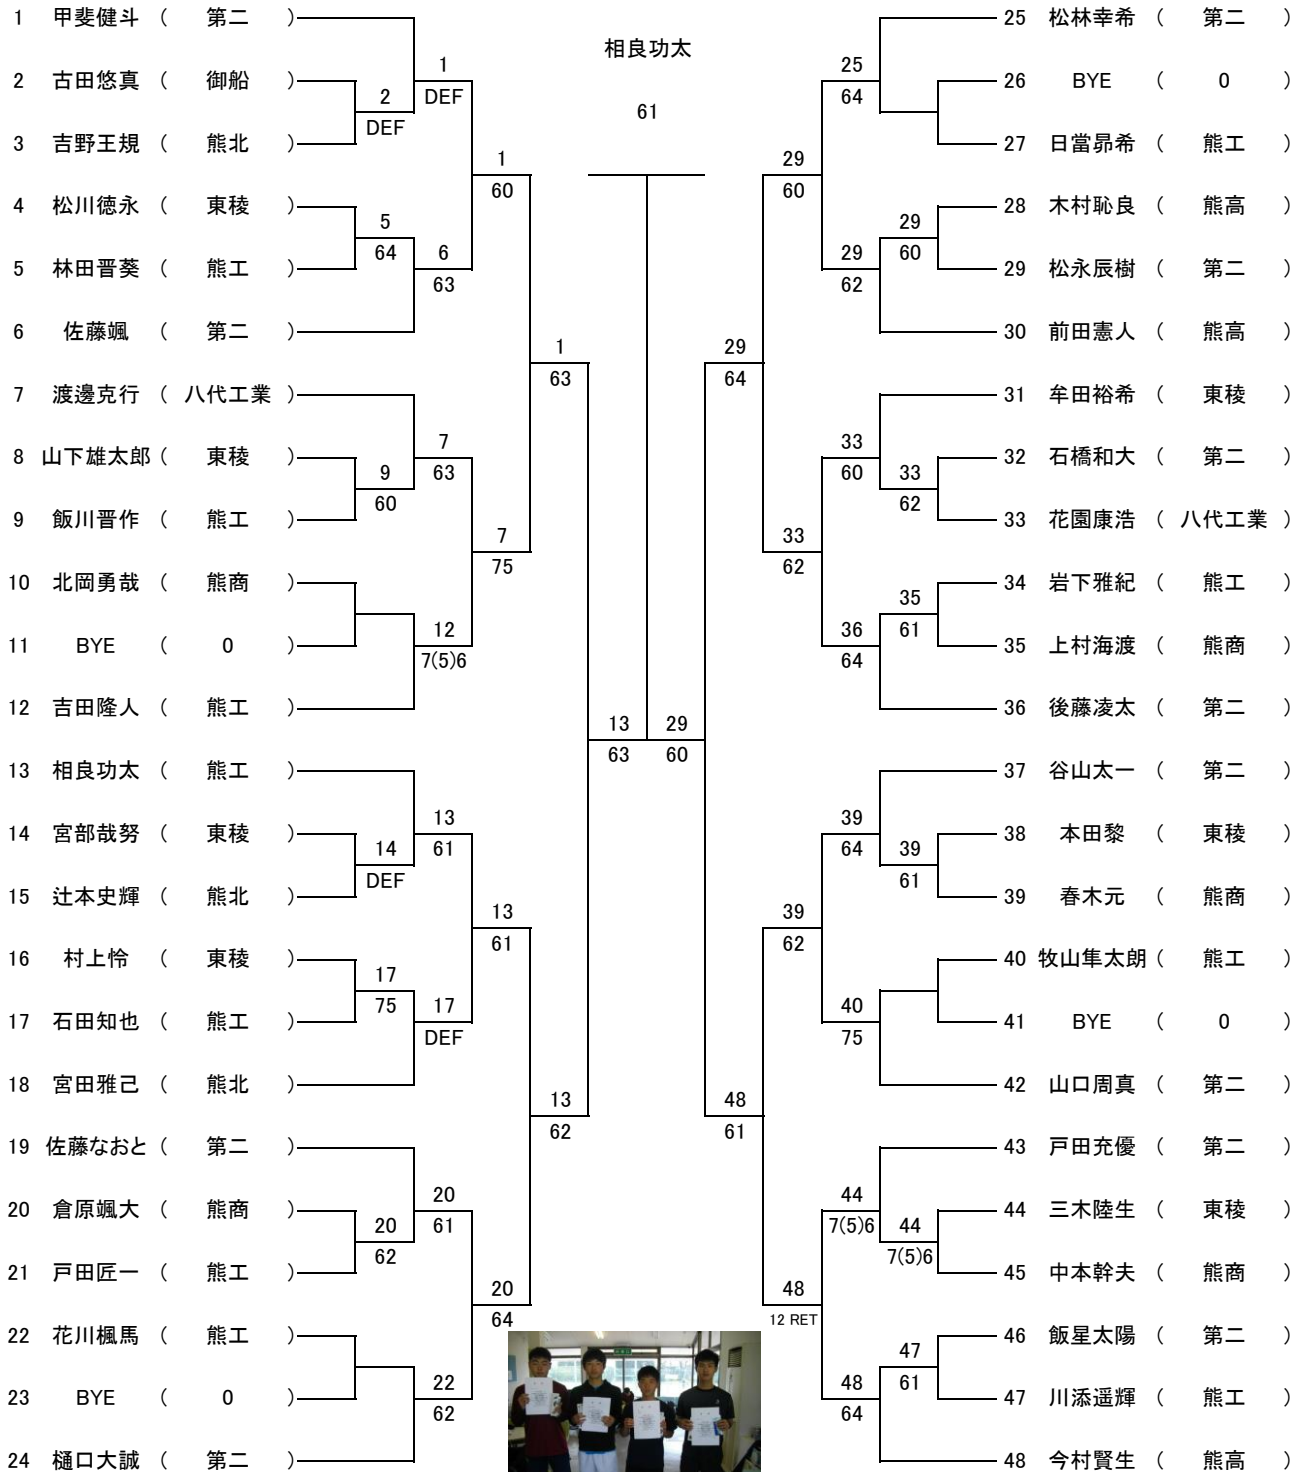 1 甲斐健斗 ( 第二 )
2 古田悠真 ( 御船 )
3 吉野王規 ( 熊北 )
4 松川徳永 ( 東稜 )
5 林田晋葵 ( 熊工 )
6 佐藤颯 ( 第二 )
7 渡邊克行 ( 八代工業 )
8 山下雄太郎 ( 東稜 )
9 飯川晋作 ( 熊工 )
10 北岡勇哉 ( 熊商 )
11 BYE ( 0 )
12 吉田隆人 ( 熊工 )
13 相良功太 ( 熊工 )
14 宮部哉努 ( 東稜 )
15 辻本史輝 ( 熊北 )
16 村上怜 ( 東稜 )
17 石田知也 ( 熊工 )
18 宮田雅己 ( 熊北 )
19 佐藤なおと ( 第二 )
20 倉原颯大 ( 熊商 )
21 戸田匠一 ( 熊工 )
22 花川楓馬 ( 熊工 )
23 BYE ( 0 )
24 樋口大誠 ( 第二 )
2
DEF
5
64
9
60
14
DEF
17
75
20
62
1
DEF
6
63
7
63
12
7(5)6
13
61
17
DEF
20
61
22
62
1
60
7
75
13
61
20
64
1
63
13
62
13
63
相良功太
61
29
60
29
64
48
61
29
60
33
62
39
62
48
12 RET
25
64
29
62
33
60
36
64
39
64
40
75
44
7(5)6
48
64
29
60
33
62
35
61
39
61
44
7(5)6
47
61
25 松林幸希 ( 第二 )
26 BYE ( 0 )
27 日當昴希 ( 熊工 )
28 木村恥良 ( 熊高 )
29 松永辰樹 ( 第二 )
30 前田憲人 ( 熊高 )
31 牟田裕希 ( 東稜 )
32 石橋和大 ( 第二 )
33 花園康浩 ( 八代工業 )
34 岩下雅紀 ( 熊工 )
35 上村海渡 ( 熊商 )
36 後藤凌太 ( 第二 )
37 谷山太一 ( 第二 )
38 本田黎 ( 東稜 )
39 春木元 ( 熊商 )
40 牧山隼太朗 ( 熊工 )
41 BYE ( 0 )
42 山口周真 ( 第二 )
43 戸田充優 ( 第二 )
44 三木陸生 ( 東稜 )
45 中本幹夫 ( 熊商 )
46 飯星太陽 ( 第二 )
47 川添遥輝 ( 熊工 )
48 今村賢生 ( 熊高 )